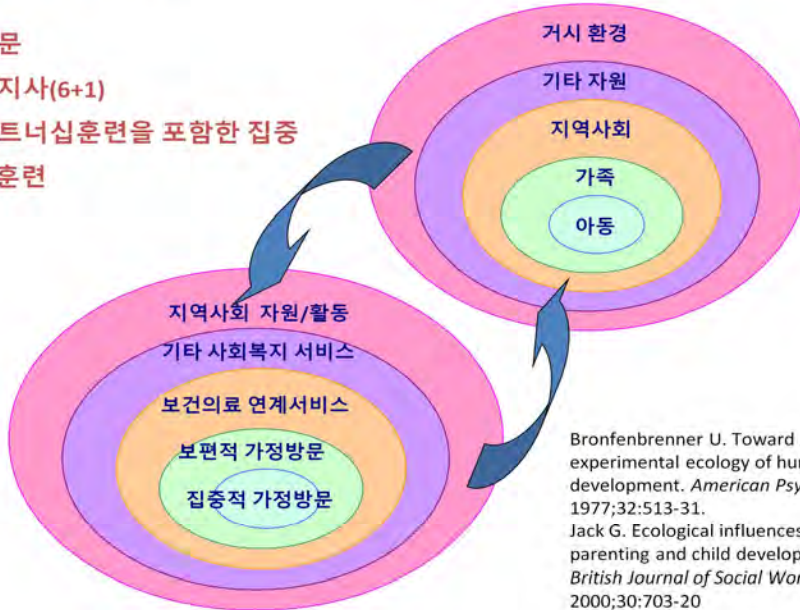 문
지사(6+1)
트너십훈련을 포함한 집중
훈련
거시 환경
기타 자원
지역사회
가족
아동
지역사회 자원/활동
기타 사회복지 서비스
보건의료 연계서비스
보편적 가정방문
집중적 가정방문
Bronfenbrenner U. Toward
experimental ecology of hu
development. American Psy
1977;32:513-31.
Jack G. Ecological influences
parenting and child develop
British Journal of Social Wor
2000;30:703-20